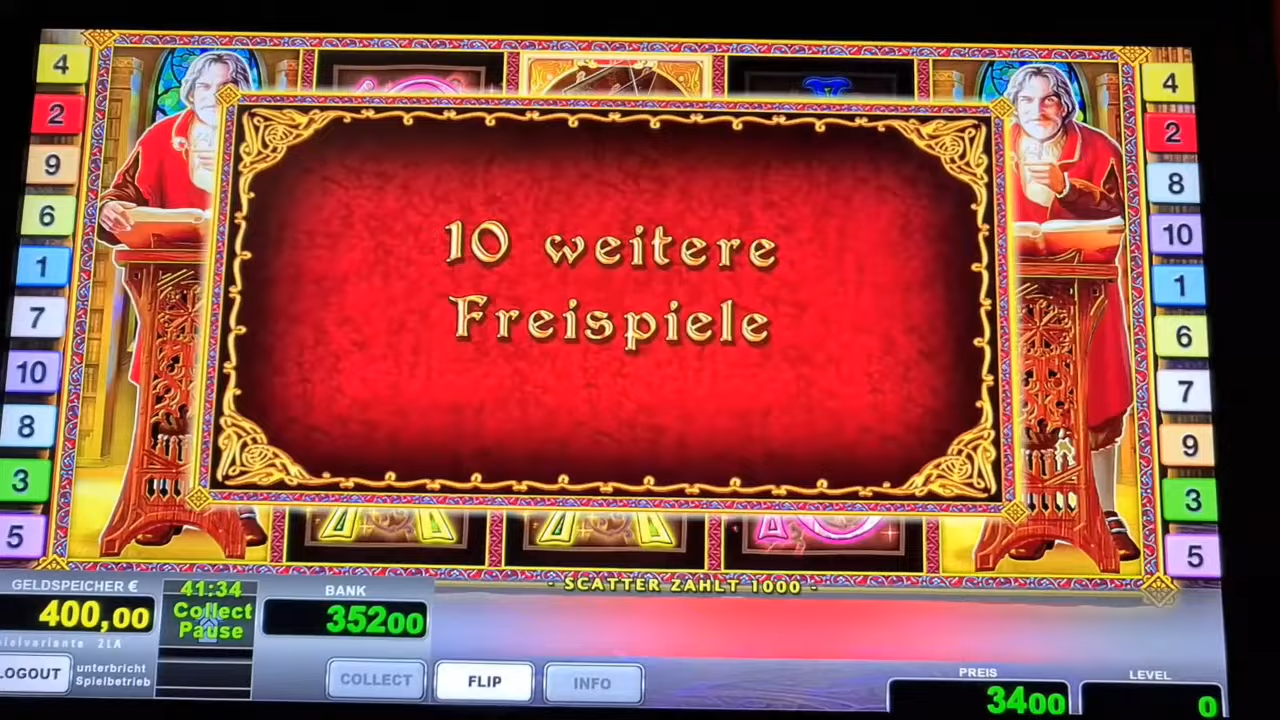 4
2
9
6
1
7
10
8
3
5
10 weitere
Freispiele
4
2
8
10
1
6
7
9
3
5
- SCATTER ZAHLT 1000 -
GELDSPEICHER €
400,00
2LA
LOGOUT
unterbricht
Spielbetrieb
41:34
Collect
Pause
BANK
35200
COLLECT
FLIP
INFO
PREIS
3400
LEVEL
0